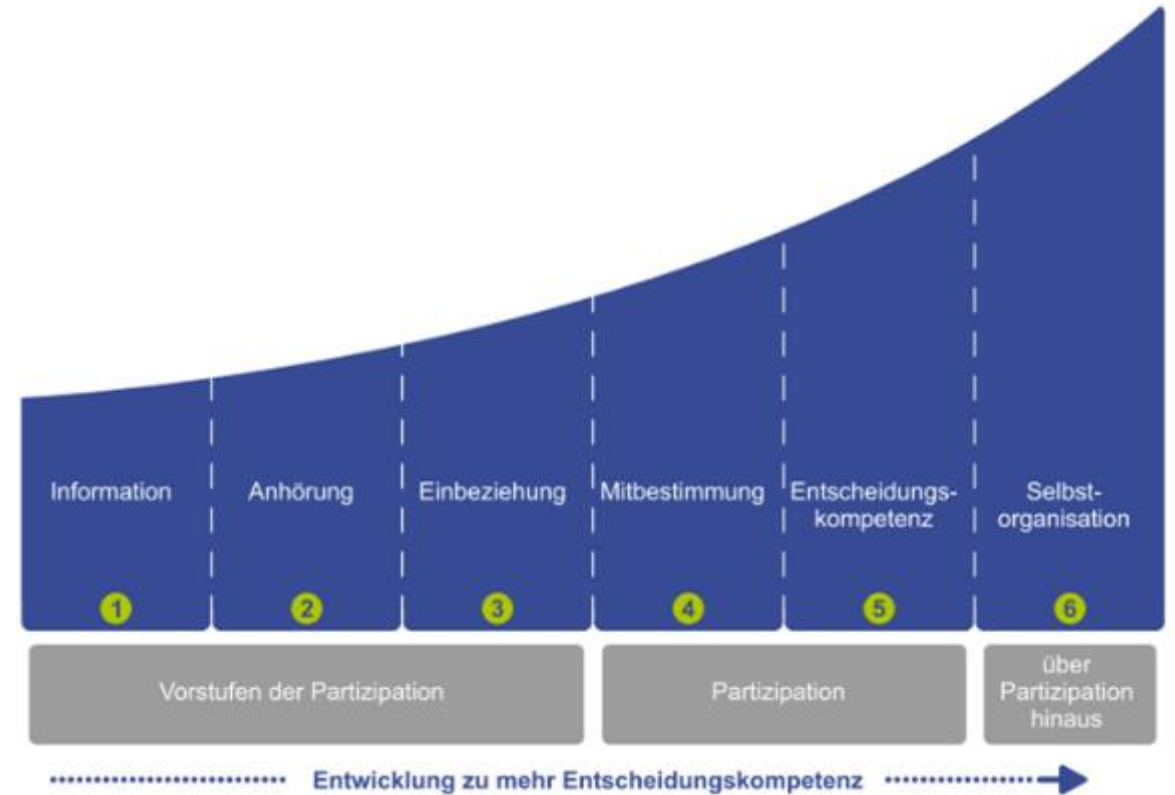 Information
Anhörung
Einbeziehung
Mitbestimmung
Entscheidungs-
kompetenz
Selbst-
organisation
1
2
3
4
5
6
Vorstufen der Partizipation
Partizipation
über
Partizipation
hinaus
Entwicklung zu mehr Entscheidungskompetenz